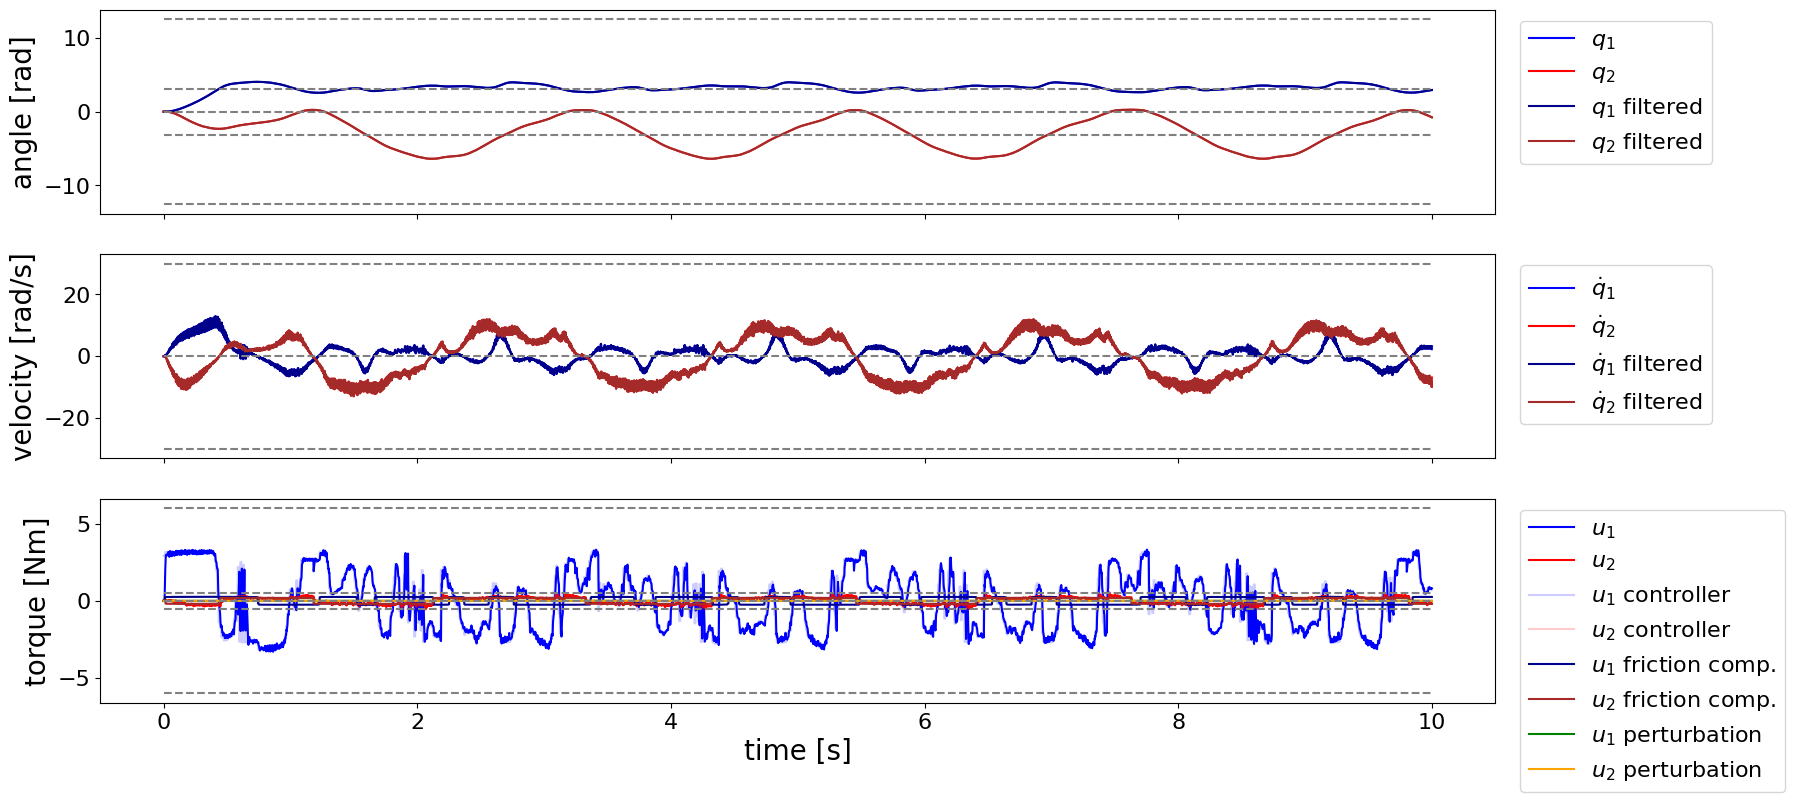 angle [rad]
10
0
−10
q₁
q₂
q₁ filtered
q₂ filtered
velocity [rad/s]
20
0
−20
q̇₁
q̇₂
q̇₁ filtered
q̇₂ filtered
torque [Nm]
5
0
−5
0 2 4 6 8 10
time [s]
u₁
u₂
u₁ controller
u₂ controller
u₁ friction comp.
u₂ friction comp.
u₁ perturbation
u₂ perturbation